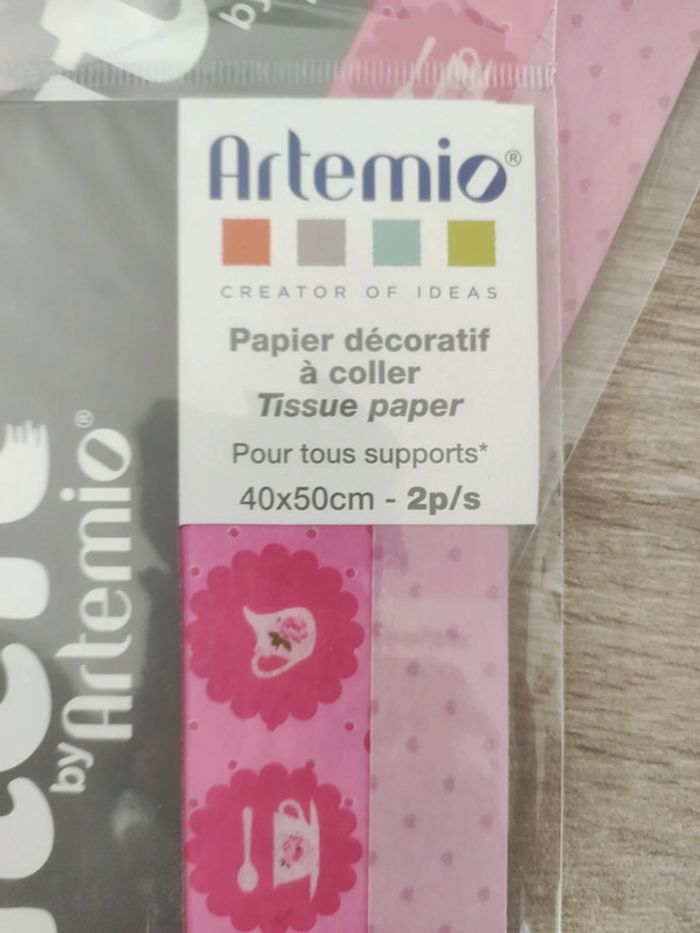 Artemio®
CREATOR OF IDEAS
Papier décoratif
à coller
Tissue paper
Pour tous supports*
40x50cm - 2p/s
by Artemio®